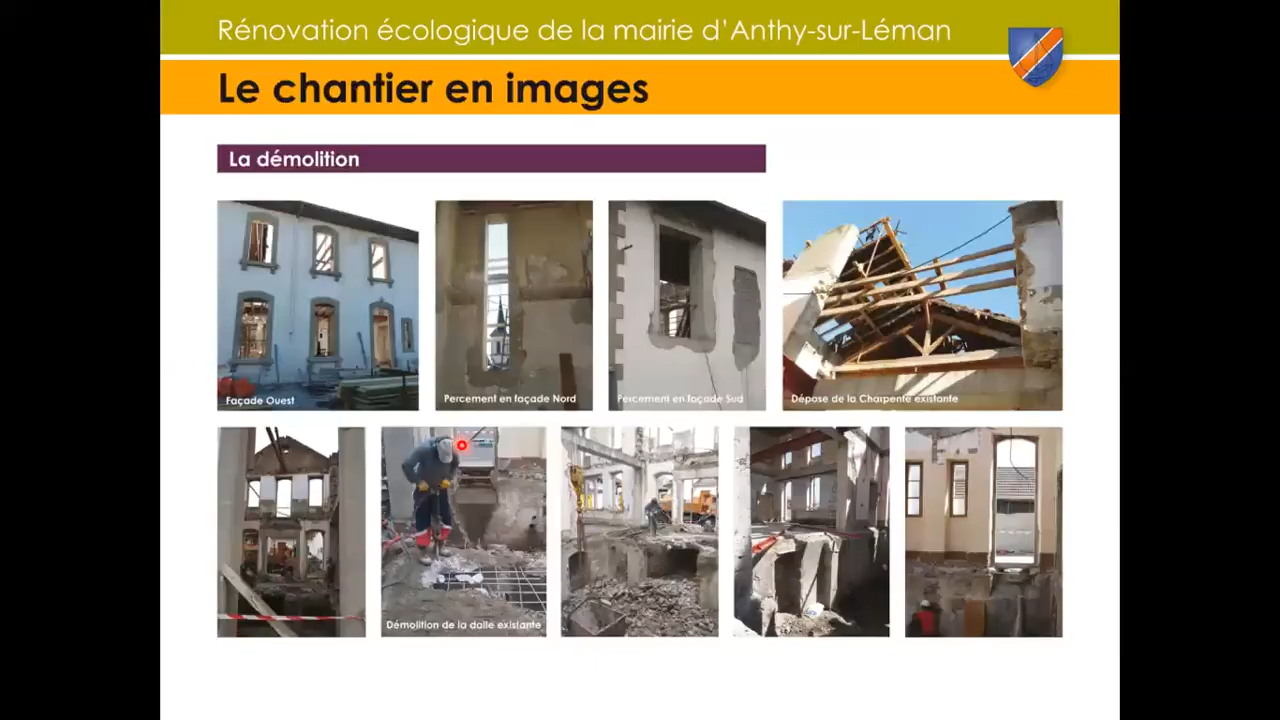 Rénovation écologique de la mairie d'Anthy-sur-Léman
Le chantier en images
La démolition
Façade Ouest
Percement en façade Nord
Percement en façade Sud
Dépose de la Charpente existante
Démolition de la dalle existante